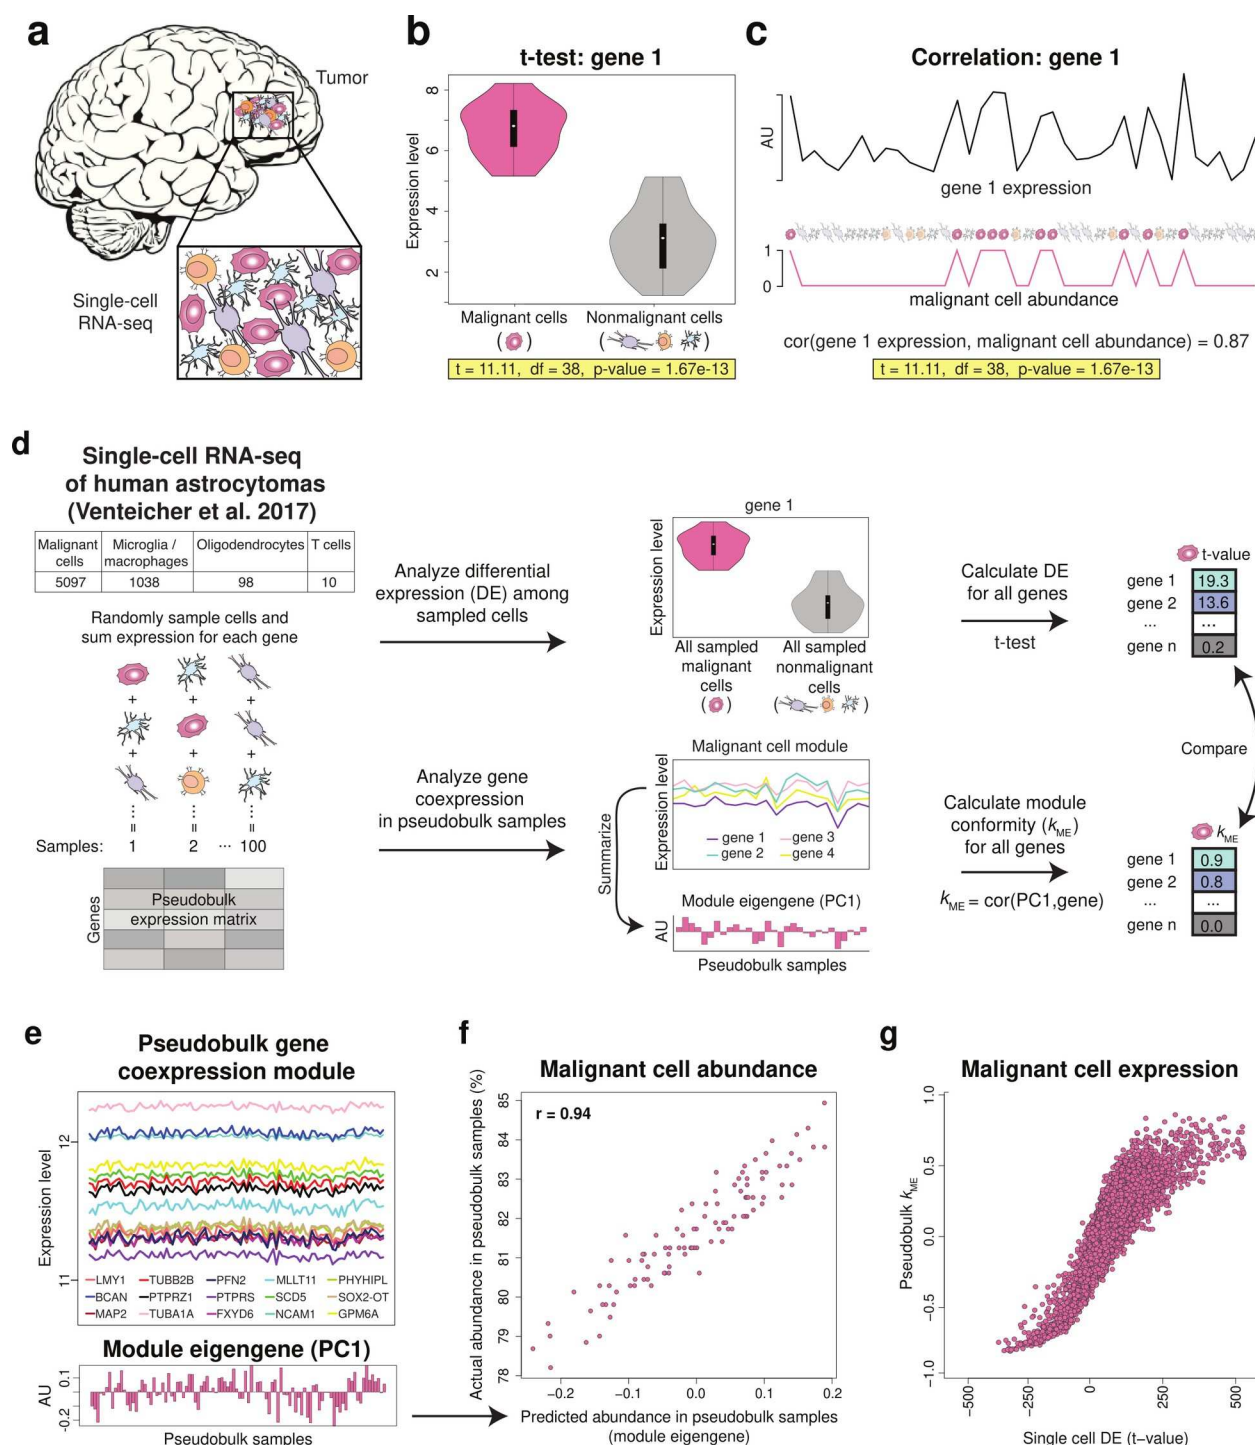 a
Tumor
Single-cell
RNA-seq
b
t-test: gene 1
Expression level
8
6
4
2
Malignant cells
Nonmalignant cells
( )
( )
t = 11.11, df = 38, p-value = 1.67e-13
c
Correlation: gene 1
AU
gene 1 expression
1
0
malignant cell abundance
cor(gene 1 expression, malignant cell abundance) = 0.87
t = 11.11, df = 38, p-value = 1.67e-13
d
Single-cell RNA-seq
of human astrocytomas
(Venteicher et al. 2017)
Malignant cells
Microglia / macrophages
Oligodendrocytes
T cells
5097
1038
98
10
Randomly sample cells and
sum expression for each gene
+ + +
+ + +
⋮ ⋮ ⋮
= = =
Samples: 1 2 ... 100
Genes
Pseudobulk
expression matrix
Analyze differential
expression (DE) among
sampled cells
gene 1
Expression level
All sampled
malignant
cells
( )
All sampled
nonmalignant
cells
( )
Calculate DE
for all genes
t-test
t-value
gene 1 19.3
gene 2 13.6
... ...
gene n 0.2
Compare
Analyze gene
coexpression
in pseudobulk samples
Malignant cell module
Expression level
gene 1
gene 3
gene 2
gene 4
Summarize
Module eigengene (PC1)
AU
Pseudobulk samples
Calculate module
conformity (kME)
for all genes
kME = cor(PC1,gene)
kME
gene 1 0.9
gene 2 0.8
... ...
gene n 0.0
e
Pseudobulk gene
coexpression module
Expression level
12
11
LMY1 TUBB2B PFN2 MLLT11 PHYHIPL
BCAN PTPRZ1 PTPRS SCD5 SOX2-OT
MAP2 TUBA1A FXYD6 NCAM1 GPM6A
Module eigengene (PC1)
AU
0.1
-0.2
Pseudobulk samples
f
Malignant cell abundance
r = 0.94
Actual abundance in pseudobulk samples (%)
85
84
83
82
81
80
79
78
−0.2 −0.1 0.0 0.1 0.2
Predicted abundance in pseudobulk samples
(module eigengene)
g
Malignant cell expression
Pseudobulk kME
1.0
0.5
0.0
−0.5
−1.0
−500 −250 0 250 500
Single cell DE (t−value)